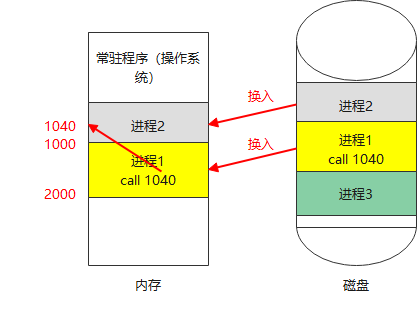 常驻程序（操作系
统）
进程2
1040
1000
进程1
call 1040
2000
内存
换入
换入
进程2
进程1
call 1040
进程3
磁盘